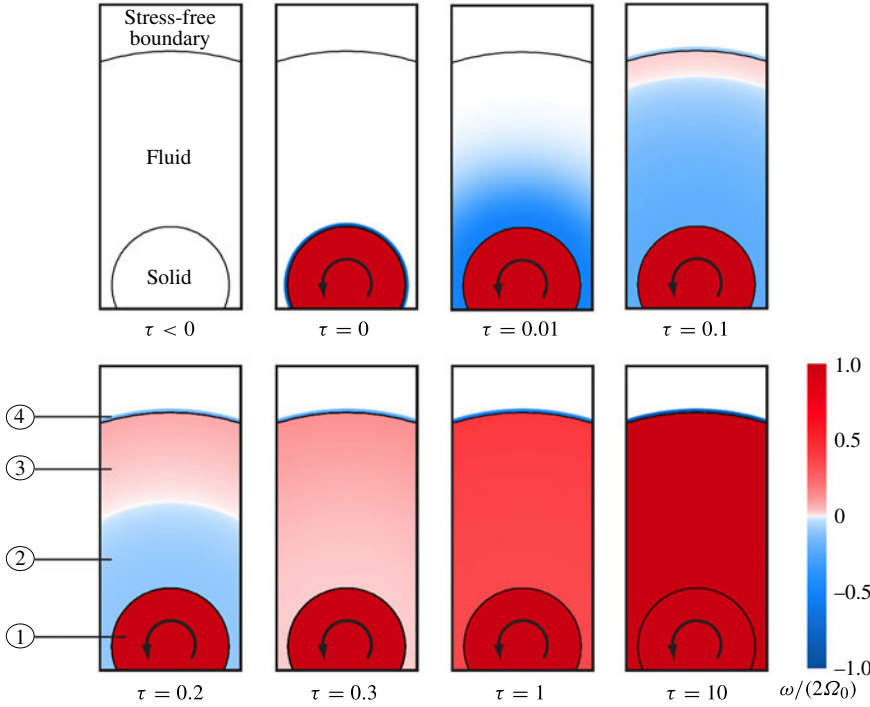 Stress-free
boundary
Fluid
Solid
τ < 0
τ = 0
τ = 0.01
τ = 0.1
4
3
2
1
1.0
0.5
0
–0.5
–1.0
τ = 0.2
τ = 0.3
τ = 1
τ = 10
ω/(2Ω₀)